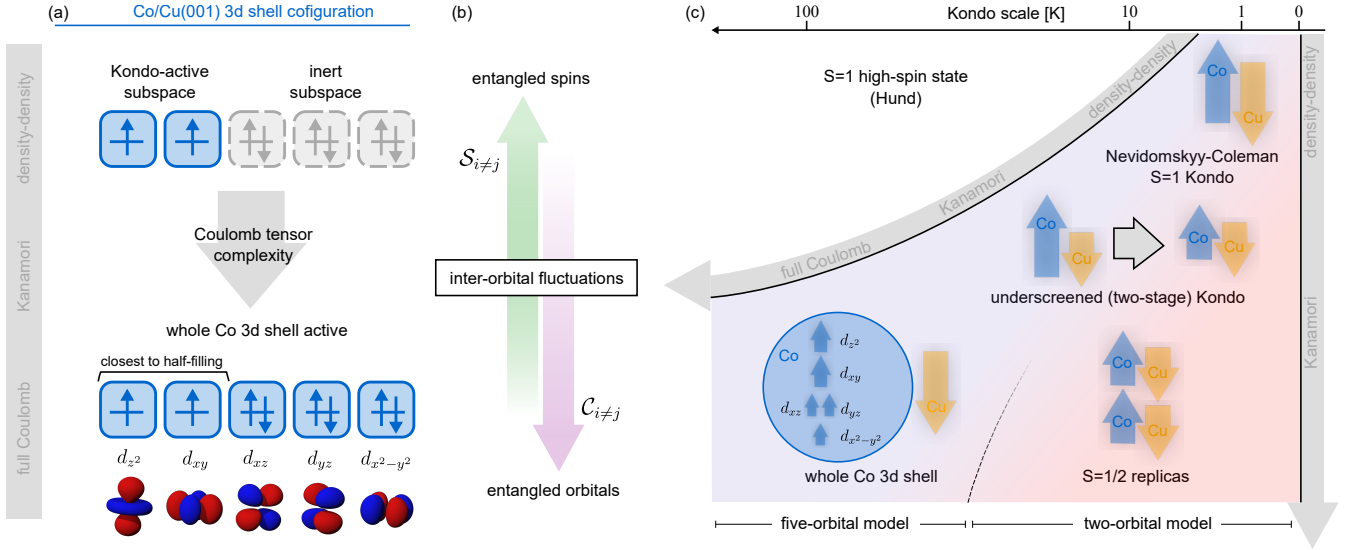 (a)
Co/Cu(001) 3d shell cofiguration
density-density
Kanamori
full Coulomb
Kondo-active
subspace
inert
subspace
Coulomb tensor
complexity
whole Co 3d shell active
closest to half-filling
d_{z^2} d_{xy} d_{xz} d_{yz} d_{x^2-y^2}
(b)
entangled spins
S_{i≠j}
inter-orbital fluctuations
C_{i≠j}
entangled orbitals
(c)
Kondo scale [K]
100 10 1 0
S=1 high-spin state
(Hund)
density-density
Kanamori
full Coulomb
Co
Cu
Nevidomskyy-Coleman
S=1 Kondo
Co Cu
Co Cu
underscreened (two-stage) Kondo
Co
d_{z^2}
d_{xy}
d_{xz} d_{yz}
d_{x^2-y^2}
Cu
whole Co 3d shell
Co Cu
Co Cu
S=1/2 replicas
density-density
Kanamori
five-orbital model
two-orbital model